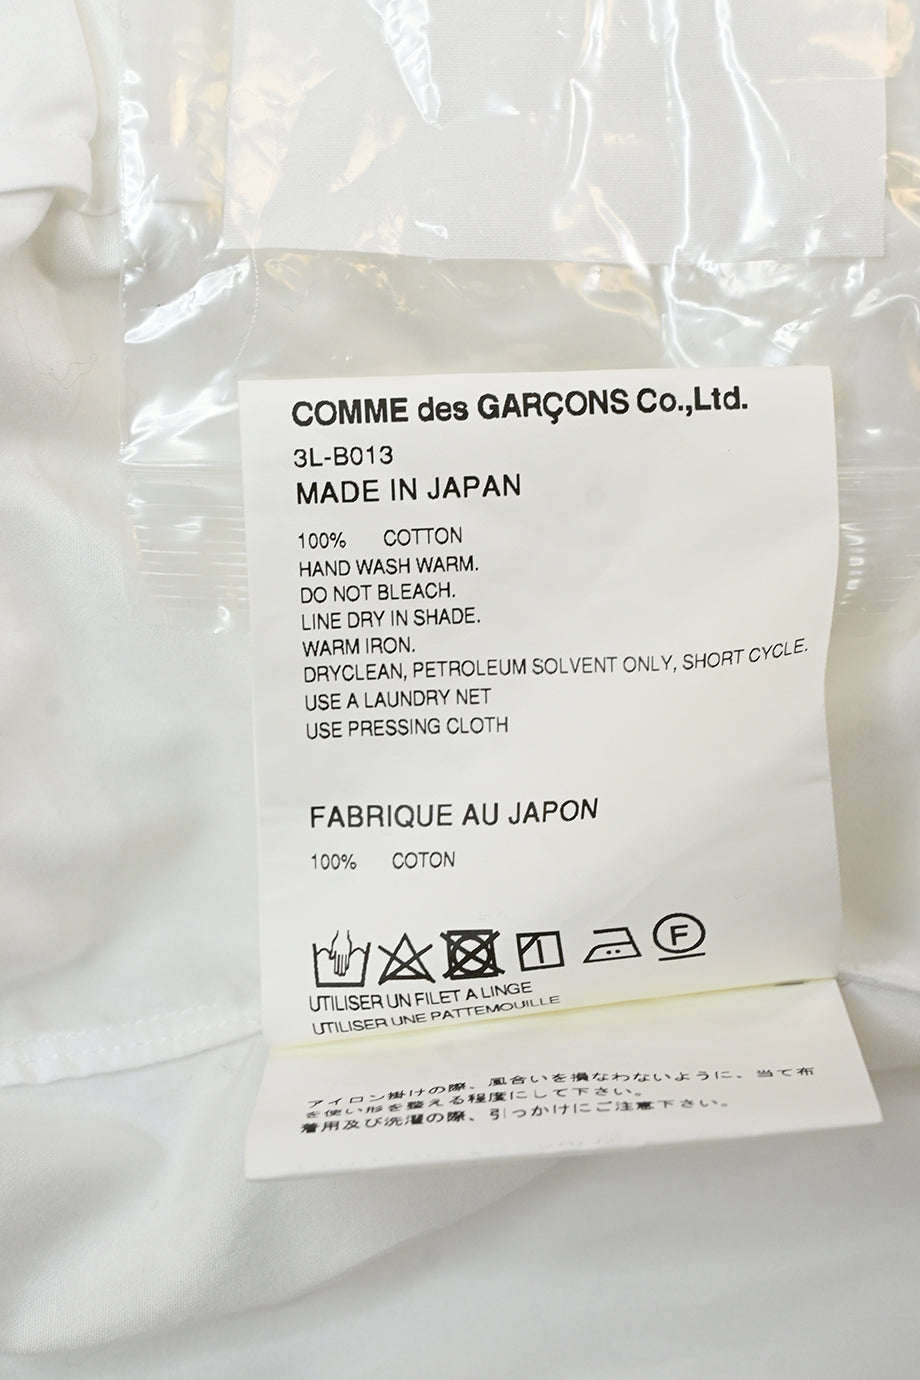 COMME des GARÇONS Co.,Ltd.
3L-B013
MADE IN JAPAN
100% COTTON
HAND WASH WARM.
DO NOT BLEACH.
LINE DRY IN SHADE.
WARM IRON.
DRYCLEAN, PETROLEUM SOLVENT ONLY, SHORT CYCLE.
USE A LAUNDRY NET
USE PRESSING CLOTH
FABRIQUE AU JAPON
100% COTON
F
UTILISER UN FILET A LINGE
UTILISER UNE PATTEMOUILLE
アイロン掛けの際、風合いを損なわないように、当て布
を使い形を整える程度にして下さい。
着用及び洗濯の際、引っかけにご注意下さい。